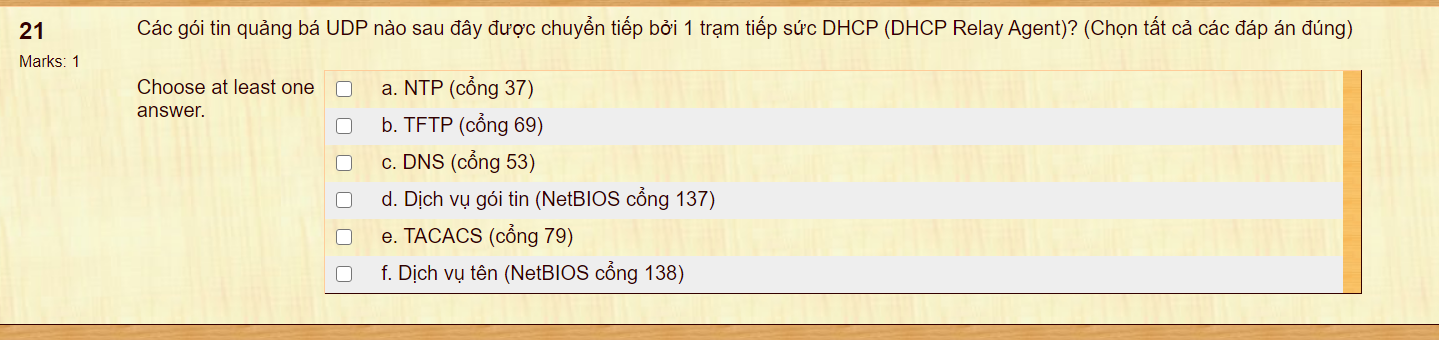 21
Marks: 1
Các gói tin quảng bá UDP nào sau đây được chuyển tiếp bởi 1 trạm tiếp sức DHCP (DHCP Relay Agent)? (Chọn tất cả các đáp án đúng)
Choose at least one
answer.
a. NTP (cổng 37)
b. TFTP (cổng 69)
c. DNS (cổng 53)
d. Dịch vụ gói tin (NetBIOS cổng 137)
e. TACACS (cổng 79)
f. Dịch vụ tên (NetBIOS cổng 138)